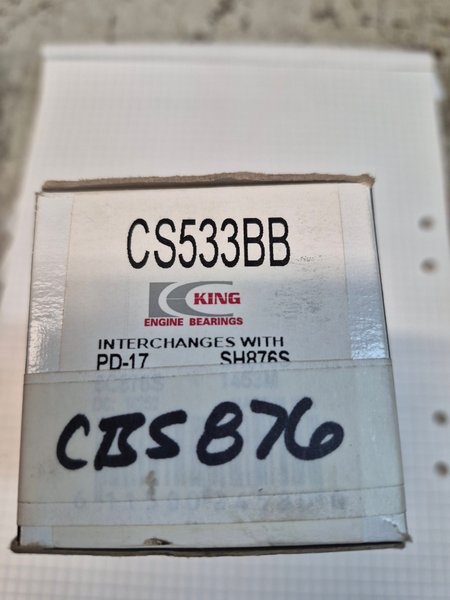 CS533BB
KING
ENGINE BEARINGS
INTERCHANGES WITH
PD-17 SH876S
CBS876